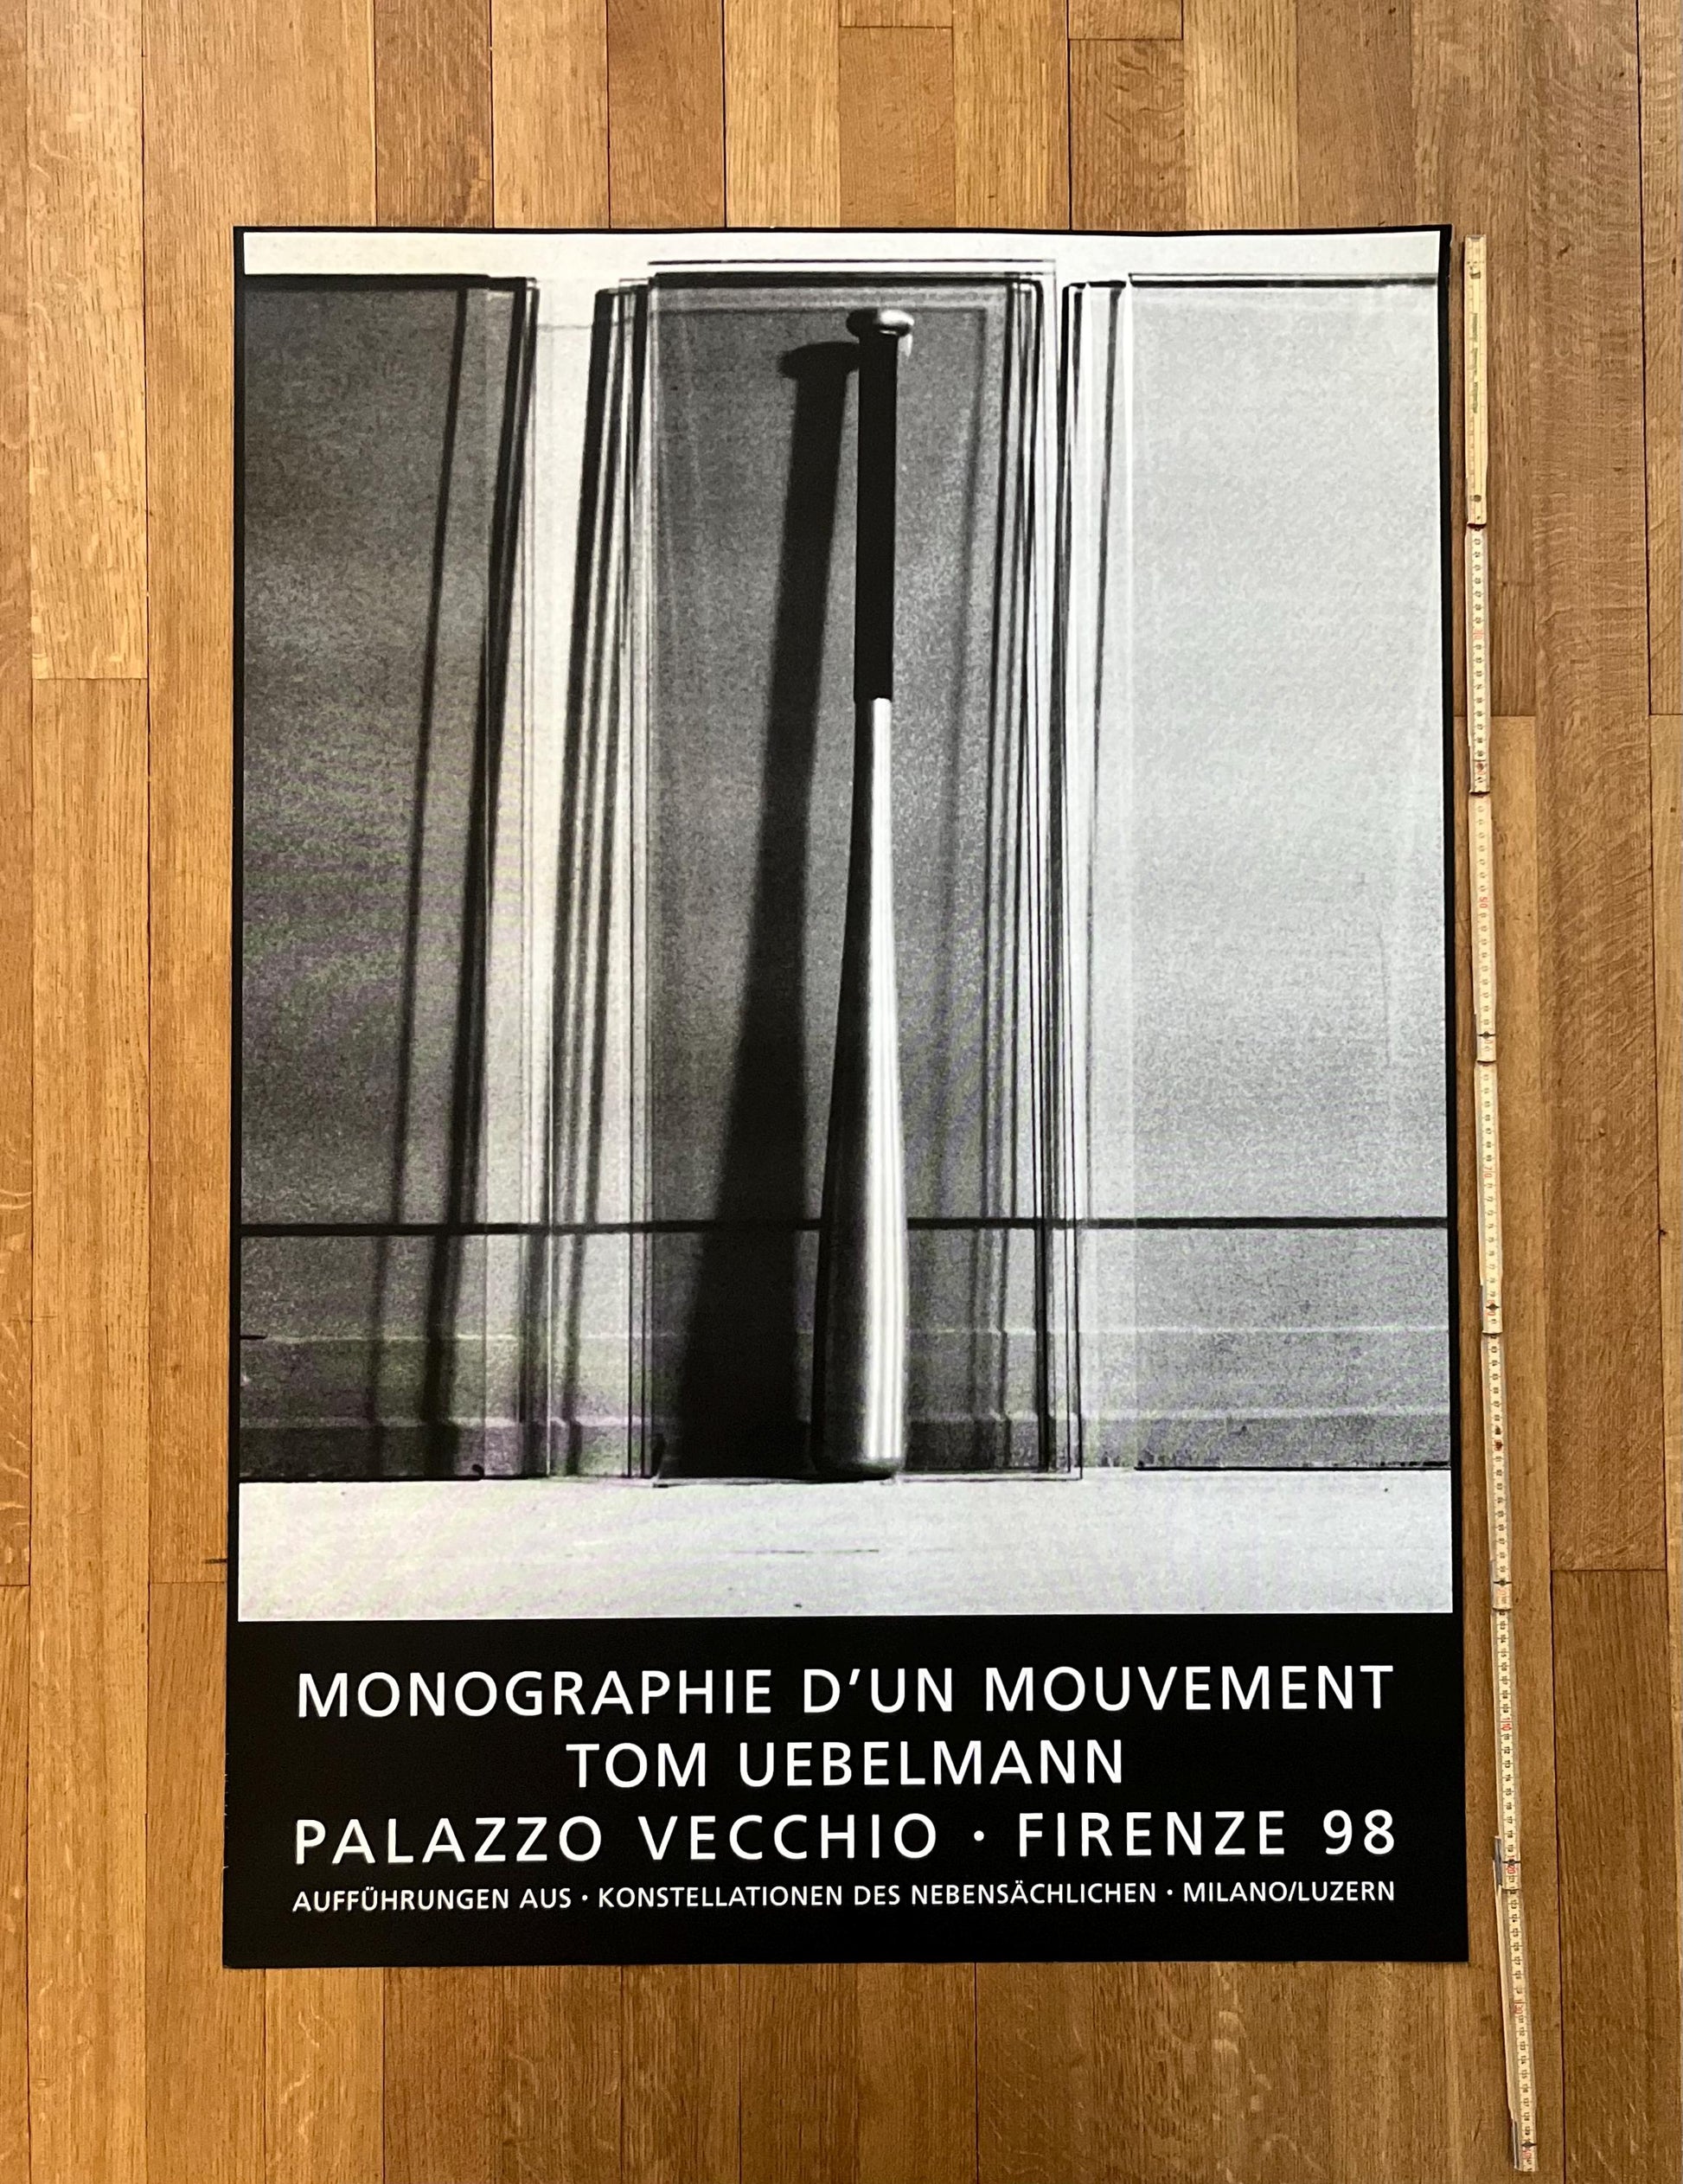 MONOGRAPHIE D'UN MOUVEMENT
TOM UEBELMANN
PALAZZO VECCHIO · FIRENZE 98
AUFFÜHRUNGEN AUS · KONSTELLATIONEN DES NEBENSÄCHLICHEN · MILANO/LUZERN